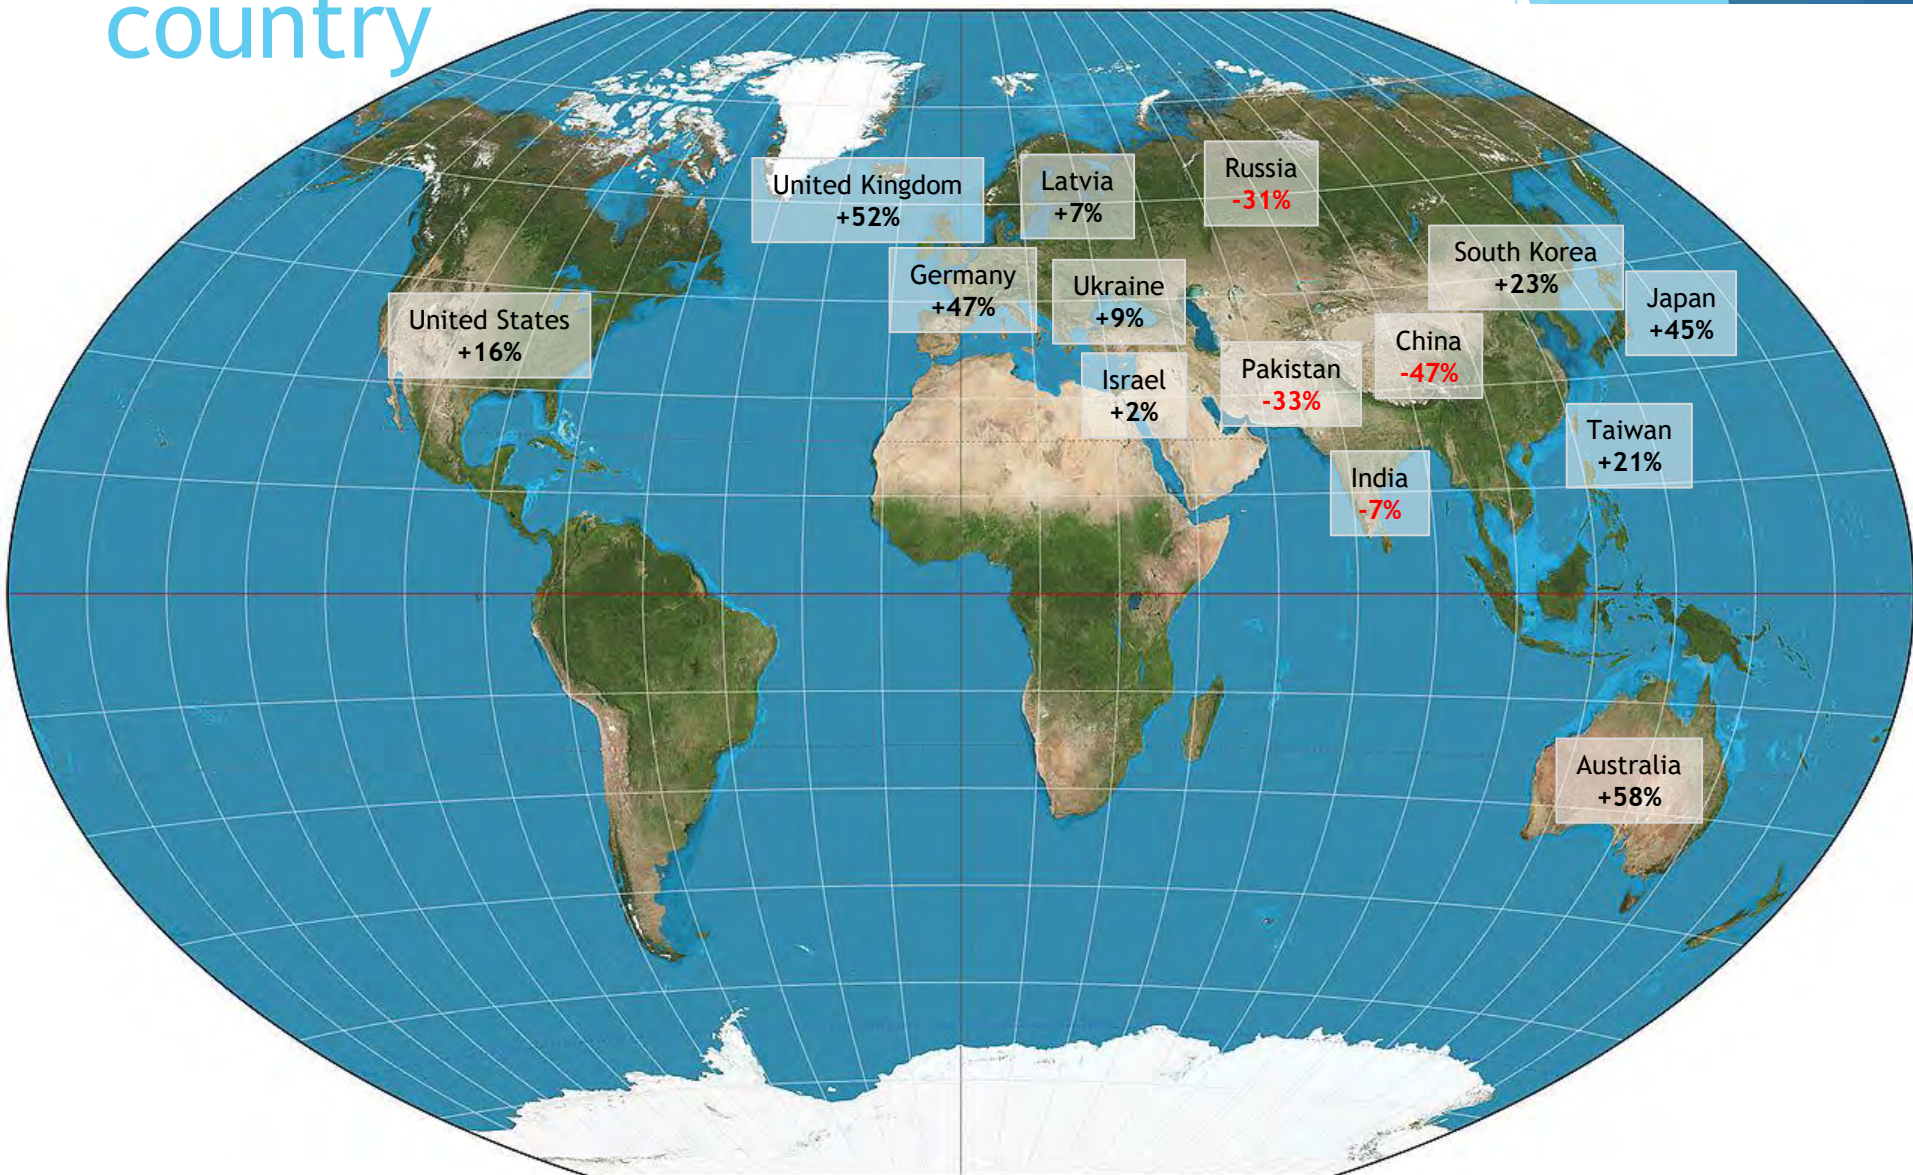 country
United Kingdom
+52%
Latvia
+7%
Russia
-31%
South Korea
+23%
Germany
+47%
Ukraine
+9%
Japan
+45%
United States
+16%
China
-47%
Israel
+2%
Pakistan
-33%
Taiwan
+21%
India
-7%
Australia
+58%